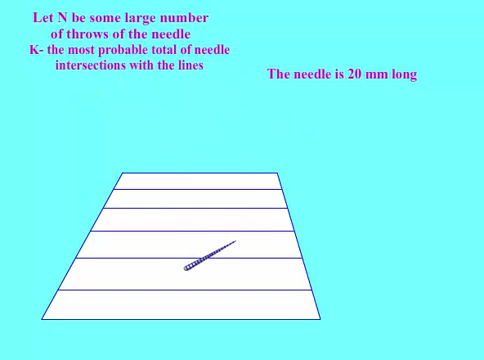 Let N be some large number
of throws of the needle
K- the most probable total of needle
intersections with the lines
The needle is 20 mm long